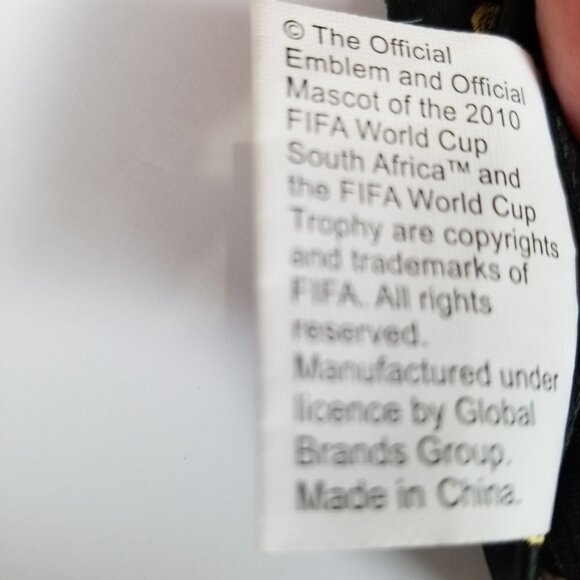 © The Official
Emblem and Official
Mascot of the 2010
FIFA World Cup
South Africa™ and
the FIFA World Cup
Trophy are copyrights
and trademarks of
FIFA. All rights
reserved.
Manufactured under
licence by Global
Brands Group.
Made in China.